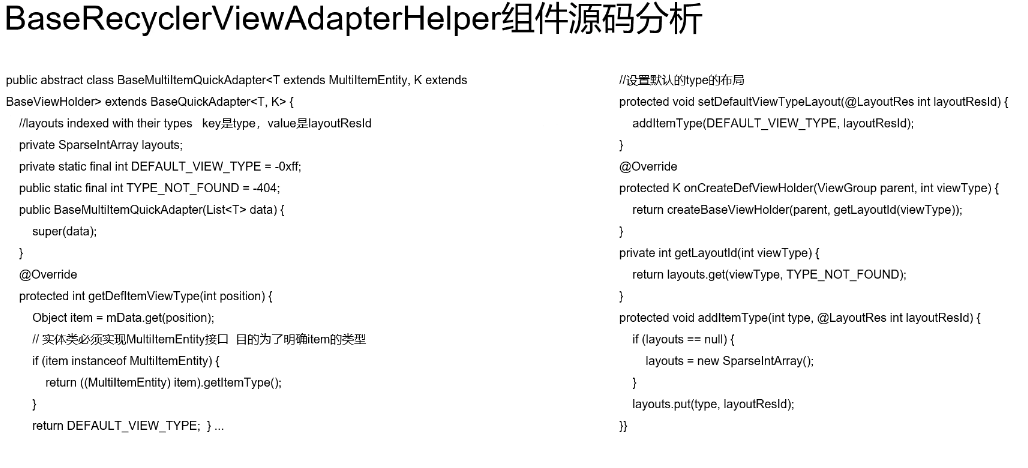 BaseRecyclerViewAdapterHelper组件源码分析
public abstract class BaseMultiItemQuickAdapter<T extends MultiItemEntity, K extends
BaseViewHolder> extends BaseQuickAdapter<T, K> {
//layouts indexed with their types   key是type，value是layoutResId
private SparseIntArray layouts;
private static final int DEFAULT_VIEW_TYPE = -0xff;
public static final int TYPE_NOT_FOUND = -404;
public BaseMultiItemQuickAdapter(List<T> data) {
super(data);
}
@Override
protected int getDefItemViewType(int position) {
Object item = mData.get(position);
// 实体类必须实现MultiItemEntity接口  目的为了明确item的类型
if (item instanceof MultiItemEntity) {
return ((MultiItemEntity) item).getItemType();
}
return DEFAULT_VIEW_TYPE;  } ...
//设置默认的type的布局
protected void setDefaultViewTypeLayout(@LayoutRes int layoutResId) {
addItemType(DEFAULT_VIEW_TYPE, layoutResId);
}
@Override
protected K onCreateDefViewHolder(ViewGroup parent, int viewType) {
return createBaseViewHolder(parent, getLayoutId(viewType));
}
private int getLayoutId(int viewType) {
return layouts.get(viewType, TYPE_NOT_FOUND);
}
protected void addItemType(int type, @LayoutRes int layoutResId) {
if (layouts == null) {
layouts = new SparseIntArray();
}
layouts.put(type, layoutResId);
}}